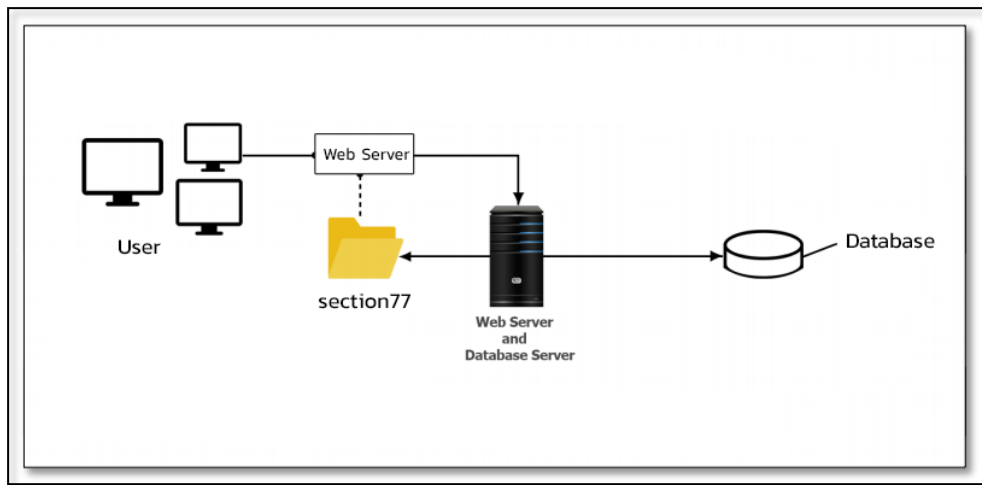 Web Server
User
Database
section77
Web Server
and
Database Server